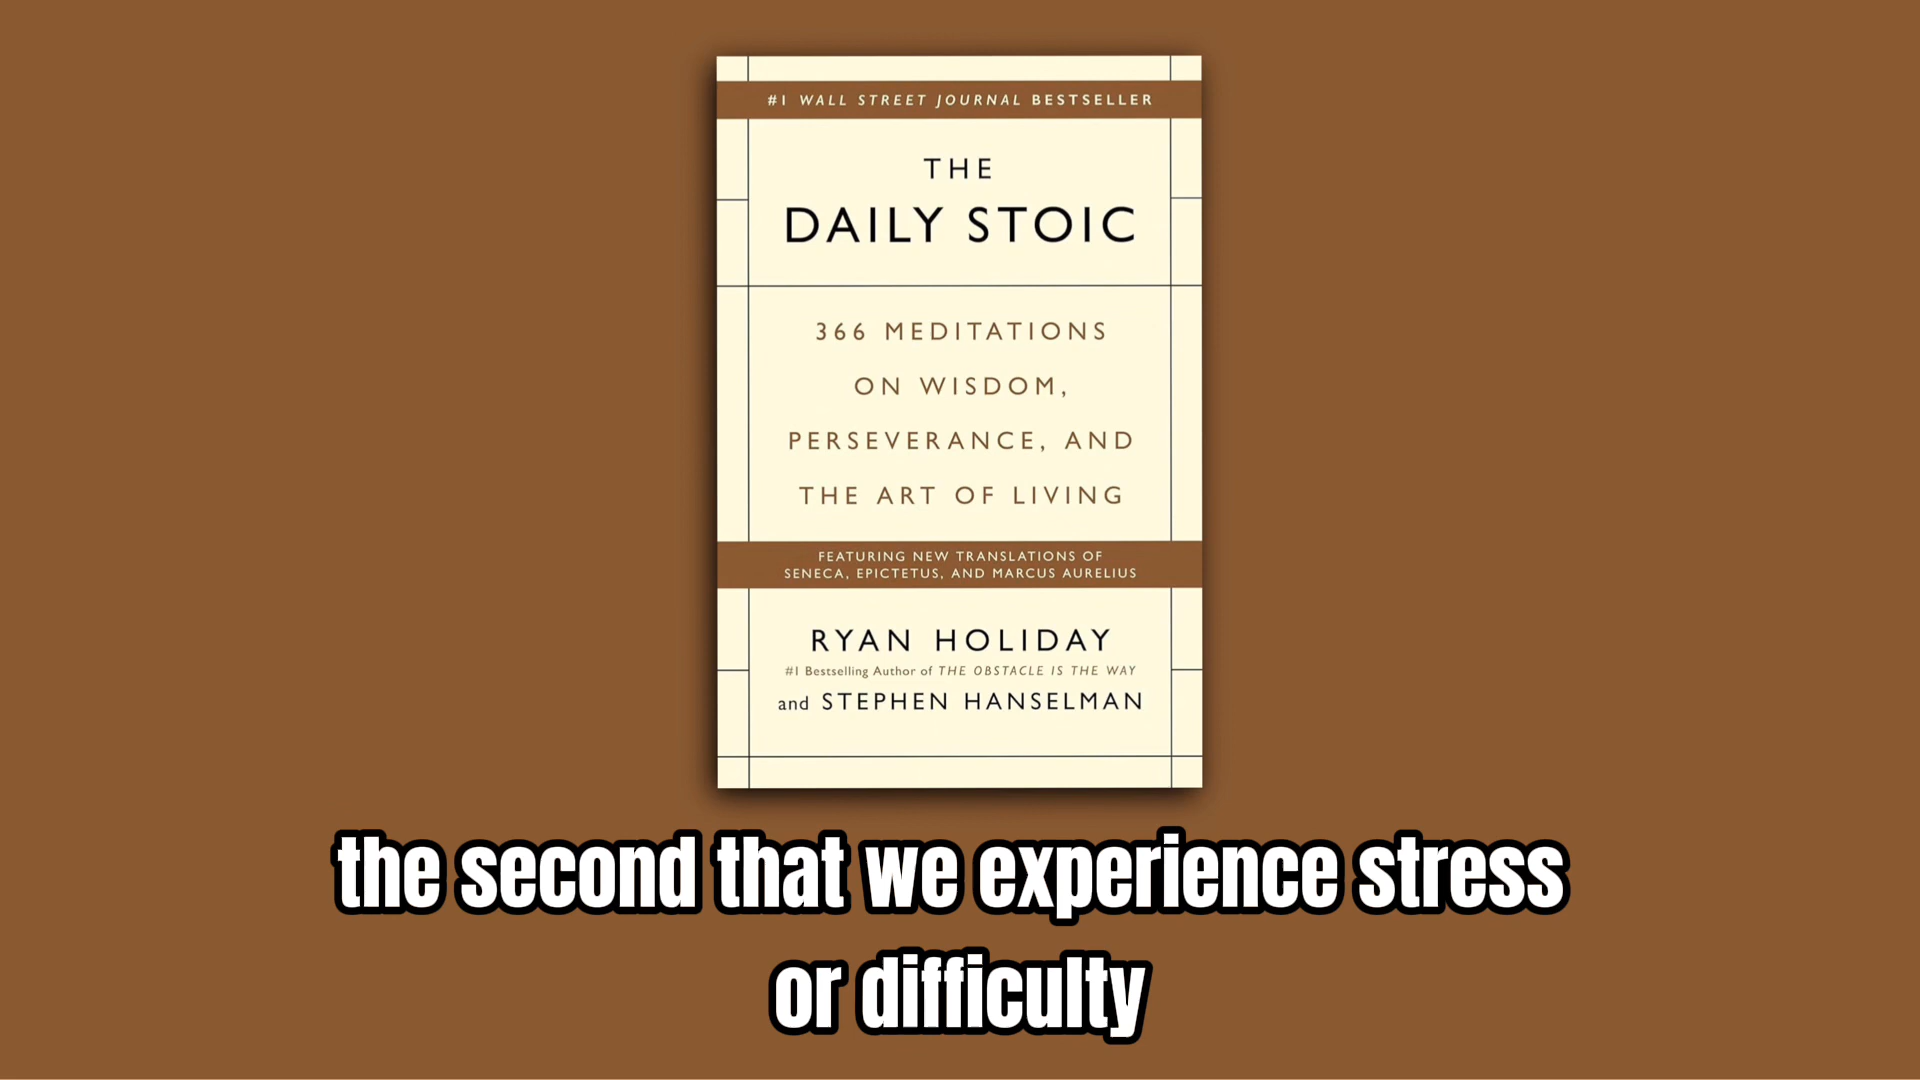 #1 WALL STREET JOURNAL BESTSELLER
THE
DAILY STOIC
366 MEDITATIONS
ON WISDOM,
PERSEVERANCE, AND
THE ART OF LIVING
FEATURING NEW TRANSLATIONS OF
SENECA, EPICTETUS, AND MARCUS AURELIUS
RYAN HOLIDAY
#1 Bestselling Author of THE OBSTACLE IS THE WAY
and STEPHEN HANSELMAN
the second that we experience stress
or difficulty